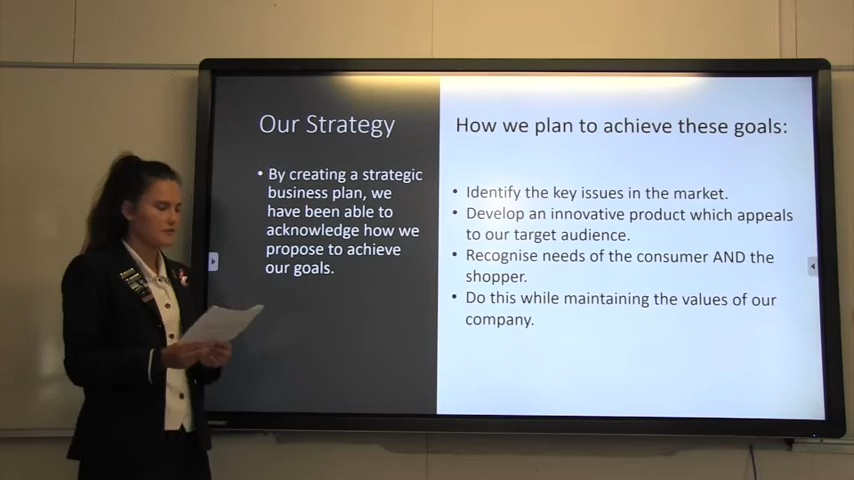 Our Strategy
• By creating a strategic
business plan, we
have been able to
acknowledge how we
propose to achieve
our goals.
How we plan to achieve these goals:
• Identify the key issues in the market.
• Develop an innovative product which appeals
to our target audience.
• Recognise needs of the consumer AND the
shopper.
• Do this while maintaining the values of our
company.